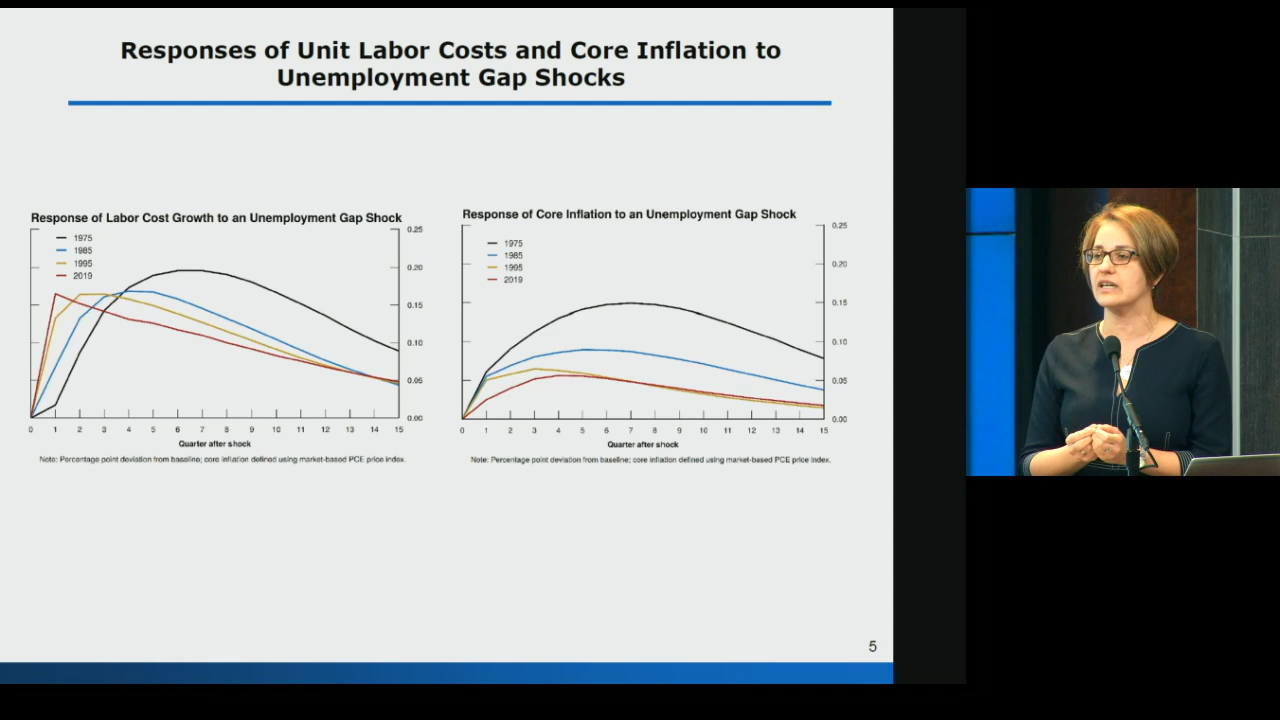 Responses of Unit Labor Costs and Core Inflation to
Unemployment Gap Shocks
Response of Labor Cost Growth to an Unemployment Gap Shock
1975
1985
1995
2019
0.25
0.20
0.15
0.10
0.05
0.00
0 1 2 3 4 5 6 7 8 9 10 11 12 13 14 15
Quarter after shock
Note: Percentage point deviation from baseline; core inflation defined using market-based PCE price index.
Response of Core Inflation to an Unemployment Gap Shock
1975
1985
1995
2019
0.25
0.20
0.15
0.10
0.05
0.00
0 1 2 3 4 5 6 7 8 9 10 11 12 13 14 15
Quarter after shock
Note: Percentage point deviation from baseline; core inflation defined using market-based PCE price index.
5